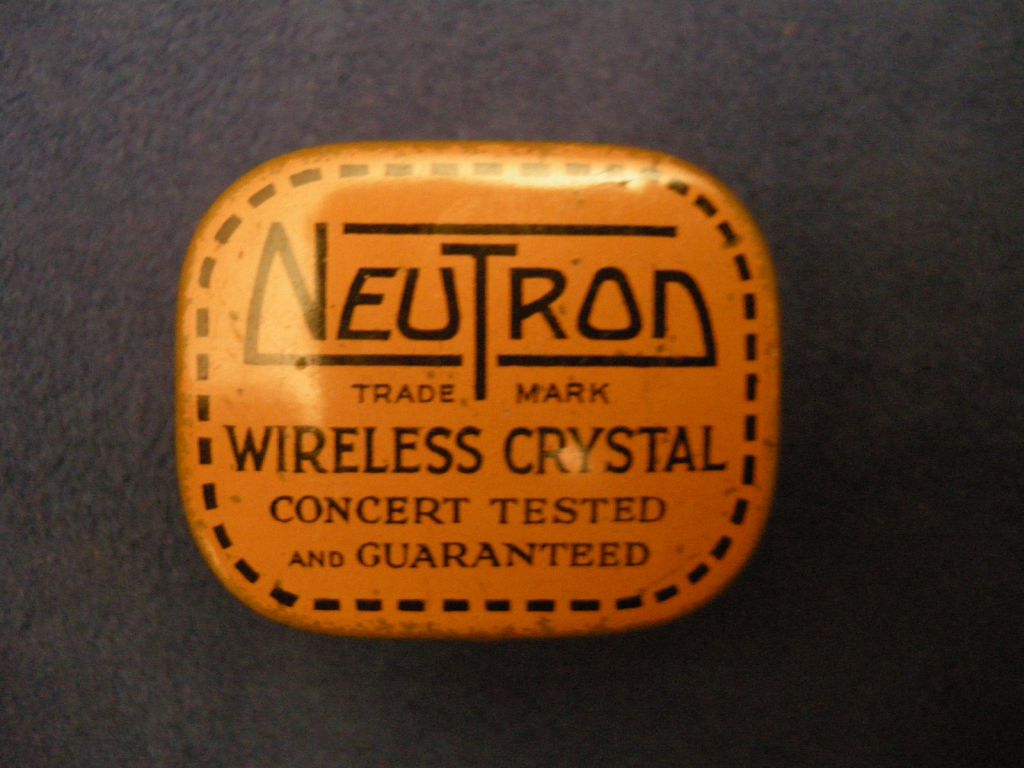 NEUTRON
TRADE MARK
WIRELESS CRYSTAL
CONCERT TESTED
AND GUARANTEED